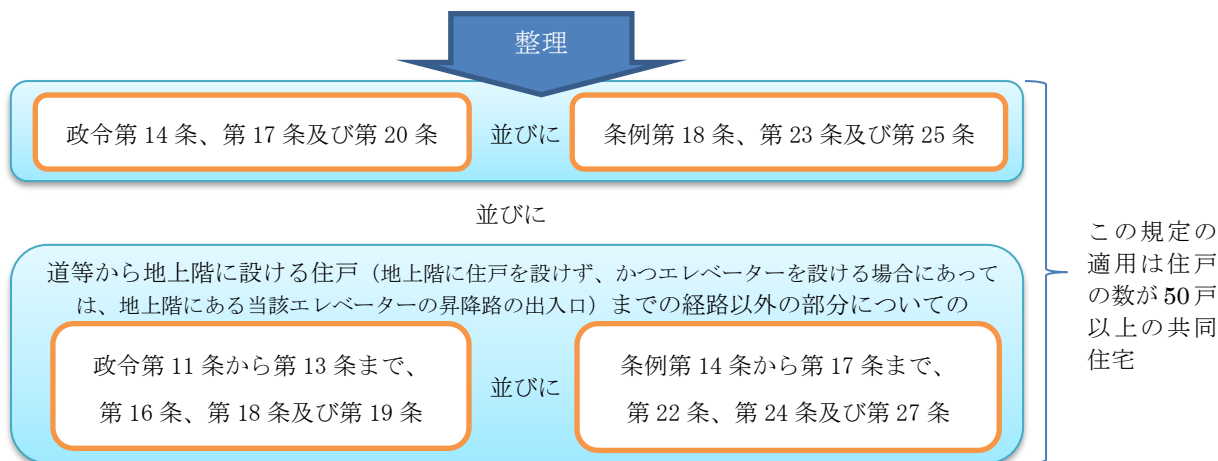 整理
政令第 14 条、第 17 条及び第 20 条
並びに
条例第 18 条、第 23 条及び第 25 条
並びに
道等から地上階に設ける住戸（地上階に住戸を設けず、かつエレベーターを設ける場合にあって
は、地上階にある当該エレベーターの昇降路の出入口）までの経路以外の部分についての
政令第 11 条から第 13 条まで、
第 16 条、第 18 条及び第 19 条
並びに
条例第 14 条から第 17 条まで、
第 22 条、第 24 条及び第 27 条
この規定の
適用は住戸
の数が 50 戸
以上の共同
住宅